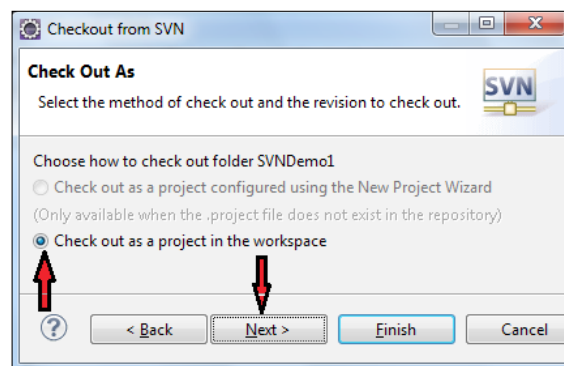 Checkout from SVN
Check Out As
Select the method of check out and the revision to check out.
SVN
Choose how to check out folder SVNDemo1
Check out as a project configured using the New Project Wizard
(Only available when the .project file does not exist in the repository)
Check out as a project in the workspace
? < Back Next > Finish Cancel